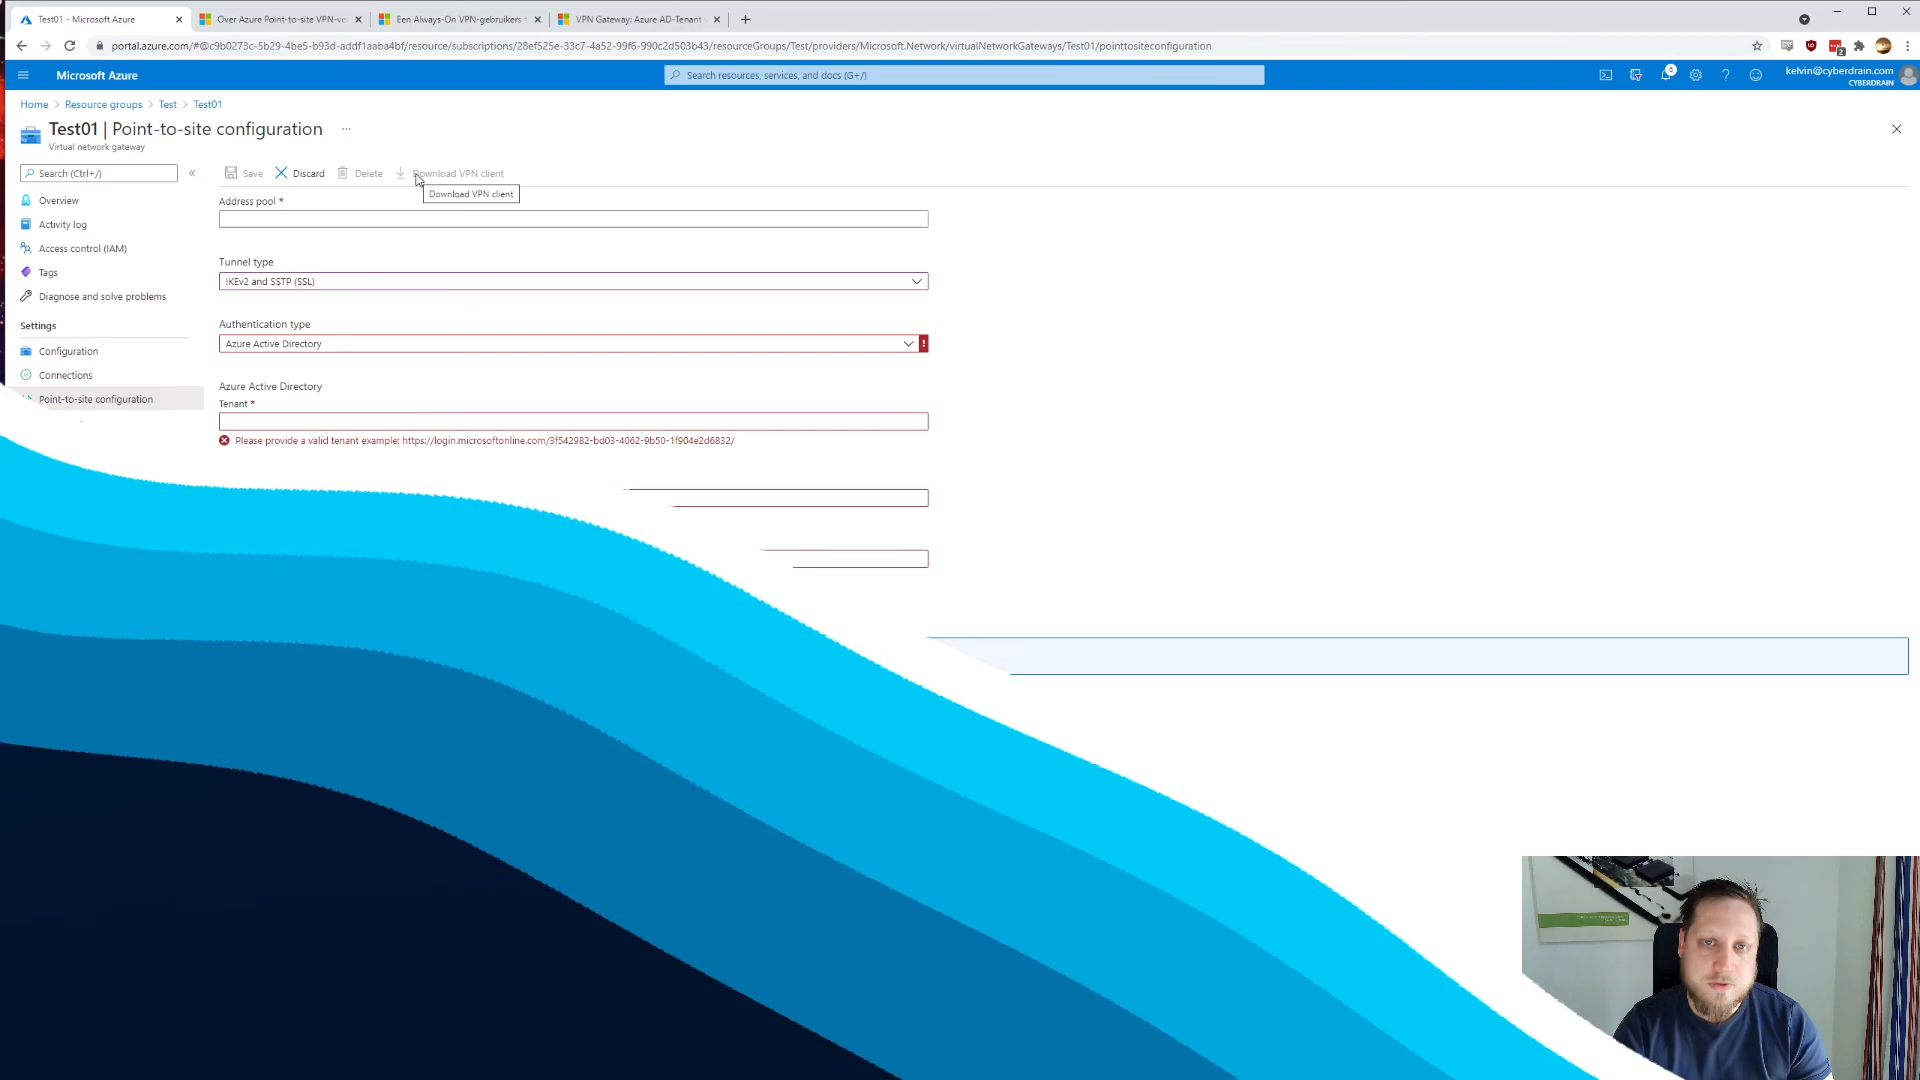 Test01 - Microsoft Azure
Over Azure Point-to-site VPN-ve
Een Always-On VPN-gebruikers
VPN Gateway: Azure AD-Tenant
portal.azure.com/#@c9b0273c-5b29-4be5-b93d-addf1aaba4bf/resource/subscriptions/28ef525e-33c7-4a52-99f6-990c2d503b43/resourceGroups/Test/providers/Microsoft.Network/virtualNetworkGateways/Test01/pointtositeconfiguration
2
Microsoft Azure
Search resources, services, and docs (G+/)
6
kelvin@cyberdrain.com
CYBERDRAIN
Home > Resource groups > Test > Test01
Test01 | Point-to-site configuration ...
Virtual network gateway
Search (Ctrl+/)
«
Save
Discard
Delete
Download VPN client
Download VPN client
Overview
Activity log
Access control (IAM)
Tags
Diagnose and solve problems
Settings
Configuration
Connections
Point-to-site configuration
Address pool *
Tunnel type
IKEv2 and SSTP (SSL)
Authentication type
Azure Active Directory
!
Azure Active Directory
Tenant *
Please provide a valid tenant example: https://login.microsoftonline.com/3f542982-bd03-4062-9b50-1f904e2d6832/